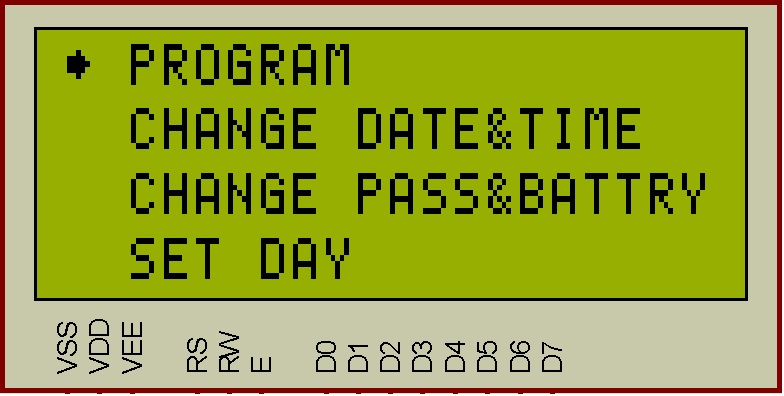 PROGRAM
CHANGE DATE&TIME
CHANGE PASS&BATTRY
SET DAY
VSS VDD VEE RS RW E D0 D1 D2 D3 D4 D5 D6 D7